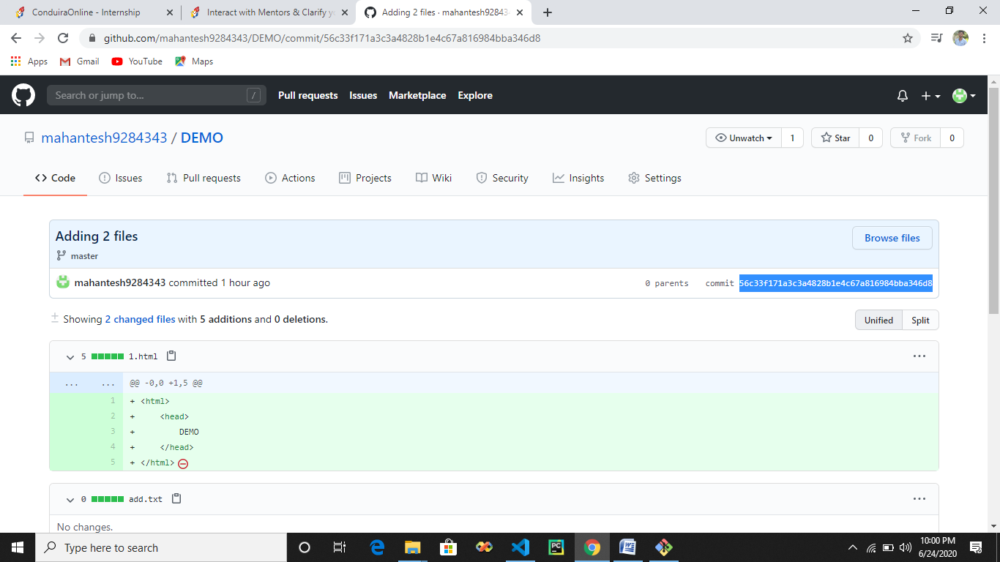 ConduiraOnline - Internship
Interact with Mentors & Clarify yo
Adding 2 files · mahantesh92843
github.com/mahantesh9284343/DEMO/commit/56c33f171a3c3a4828b1e4c67a816984bba346d8
Apps Gmail YouTube Maps
Search or jump to... / Pull requests Issues Marketplace Explore
mahantesh9284343 / DEMO
Unwatch 1 Star 0 Fork 0
Code Issues Pull requests Actions Projects Wiki Security Insights Settings
Adding 2 files
Browse files
master
mahantesh9284343 committed 1 hour ago 0 parents commit 56c33f171a3c3a4828b1e4c67a816984bba346d8
Showing 2 changed files with 5 additions and 0 deletions.
Unified Split
5 1.html
... ... @@ -0,0 +1,5 @@
1 + <html>
2 + <head>
3 + DEMO
4 + </head>
5 + </html>
0 add.txt
No changes.
Type here to search
PC
10:00 PM
6/24/2020